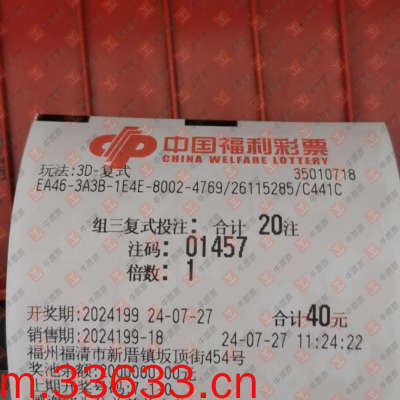 中国福利彩票
CHINA WELFARE LOTTERY
玩法:3D-复式 35010718
EA46-3A3B-1E4E-8002-4769/26115285/C441C
组三复式投注: 合计 20注
注码: 01457
倍数: 1
开奖期:2024199 24-07-27 合计40元
销售期:2024199-18 24-07-27 11:24:22
福州福清市新厝镇坂顶街454号
m.33633.cn